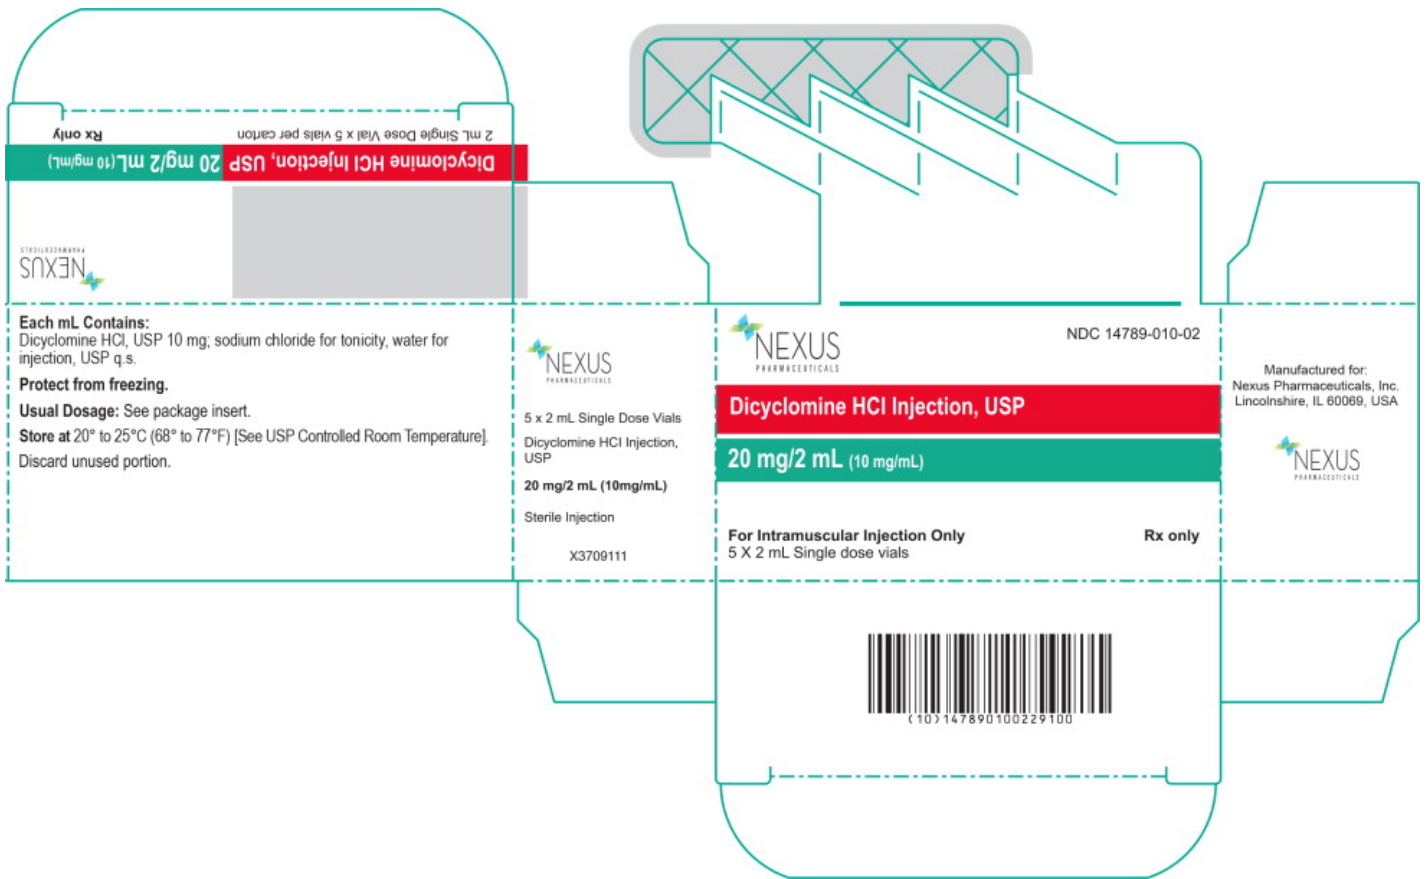 Rx only
2 mL Single Dose Vial x 5 vials per carton
Dicyclomine HCI Injection, USP 20 mg/2 mL (10 mg/mL)
NEXUS
PHARMACEUTICALS
Each mL Contains:
Dicyclomine HCI, USP 10 mg; sodium chloride for tonicity, water for
injection, USP q.s.
Protect from freezing.
Usual Dosage: See package insert.
Store at 20° to 25°C (68° to 77°F) [See USP Controlled Room Temperature].
Discard unused portion.
NEXUS
PHARMACEUTICALS
5 x 2 mL Single Dose Vials
Dicyclomine HCI Injection,
USP
20 mg/2 mL (10mg/mL)
Sterile Injection
X3709111
NEXUS
PHARMACEUTICALS
NDC 14789-010-02
Dicyclomine HCI Injection, USP
20 mg/2 mL (10 mg/mL)
For Intramuscular Injection Only
Rx only
5 X 2 mL Single dose vials
(10)147890100229100
Manufactured for:
Nexus Pharmaceuticals, Inc.
Lincolnshire, IL 60069, USA
NEXUS
PHARMACEUTICALS